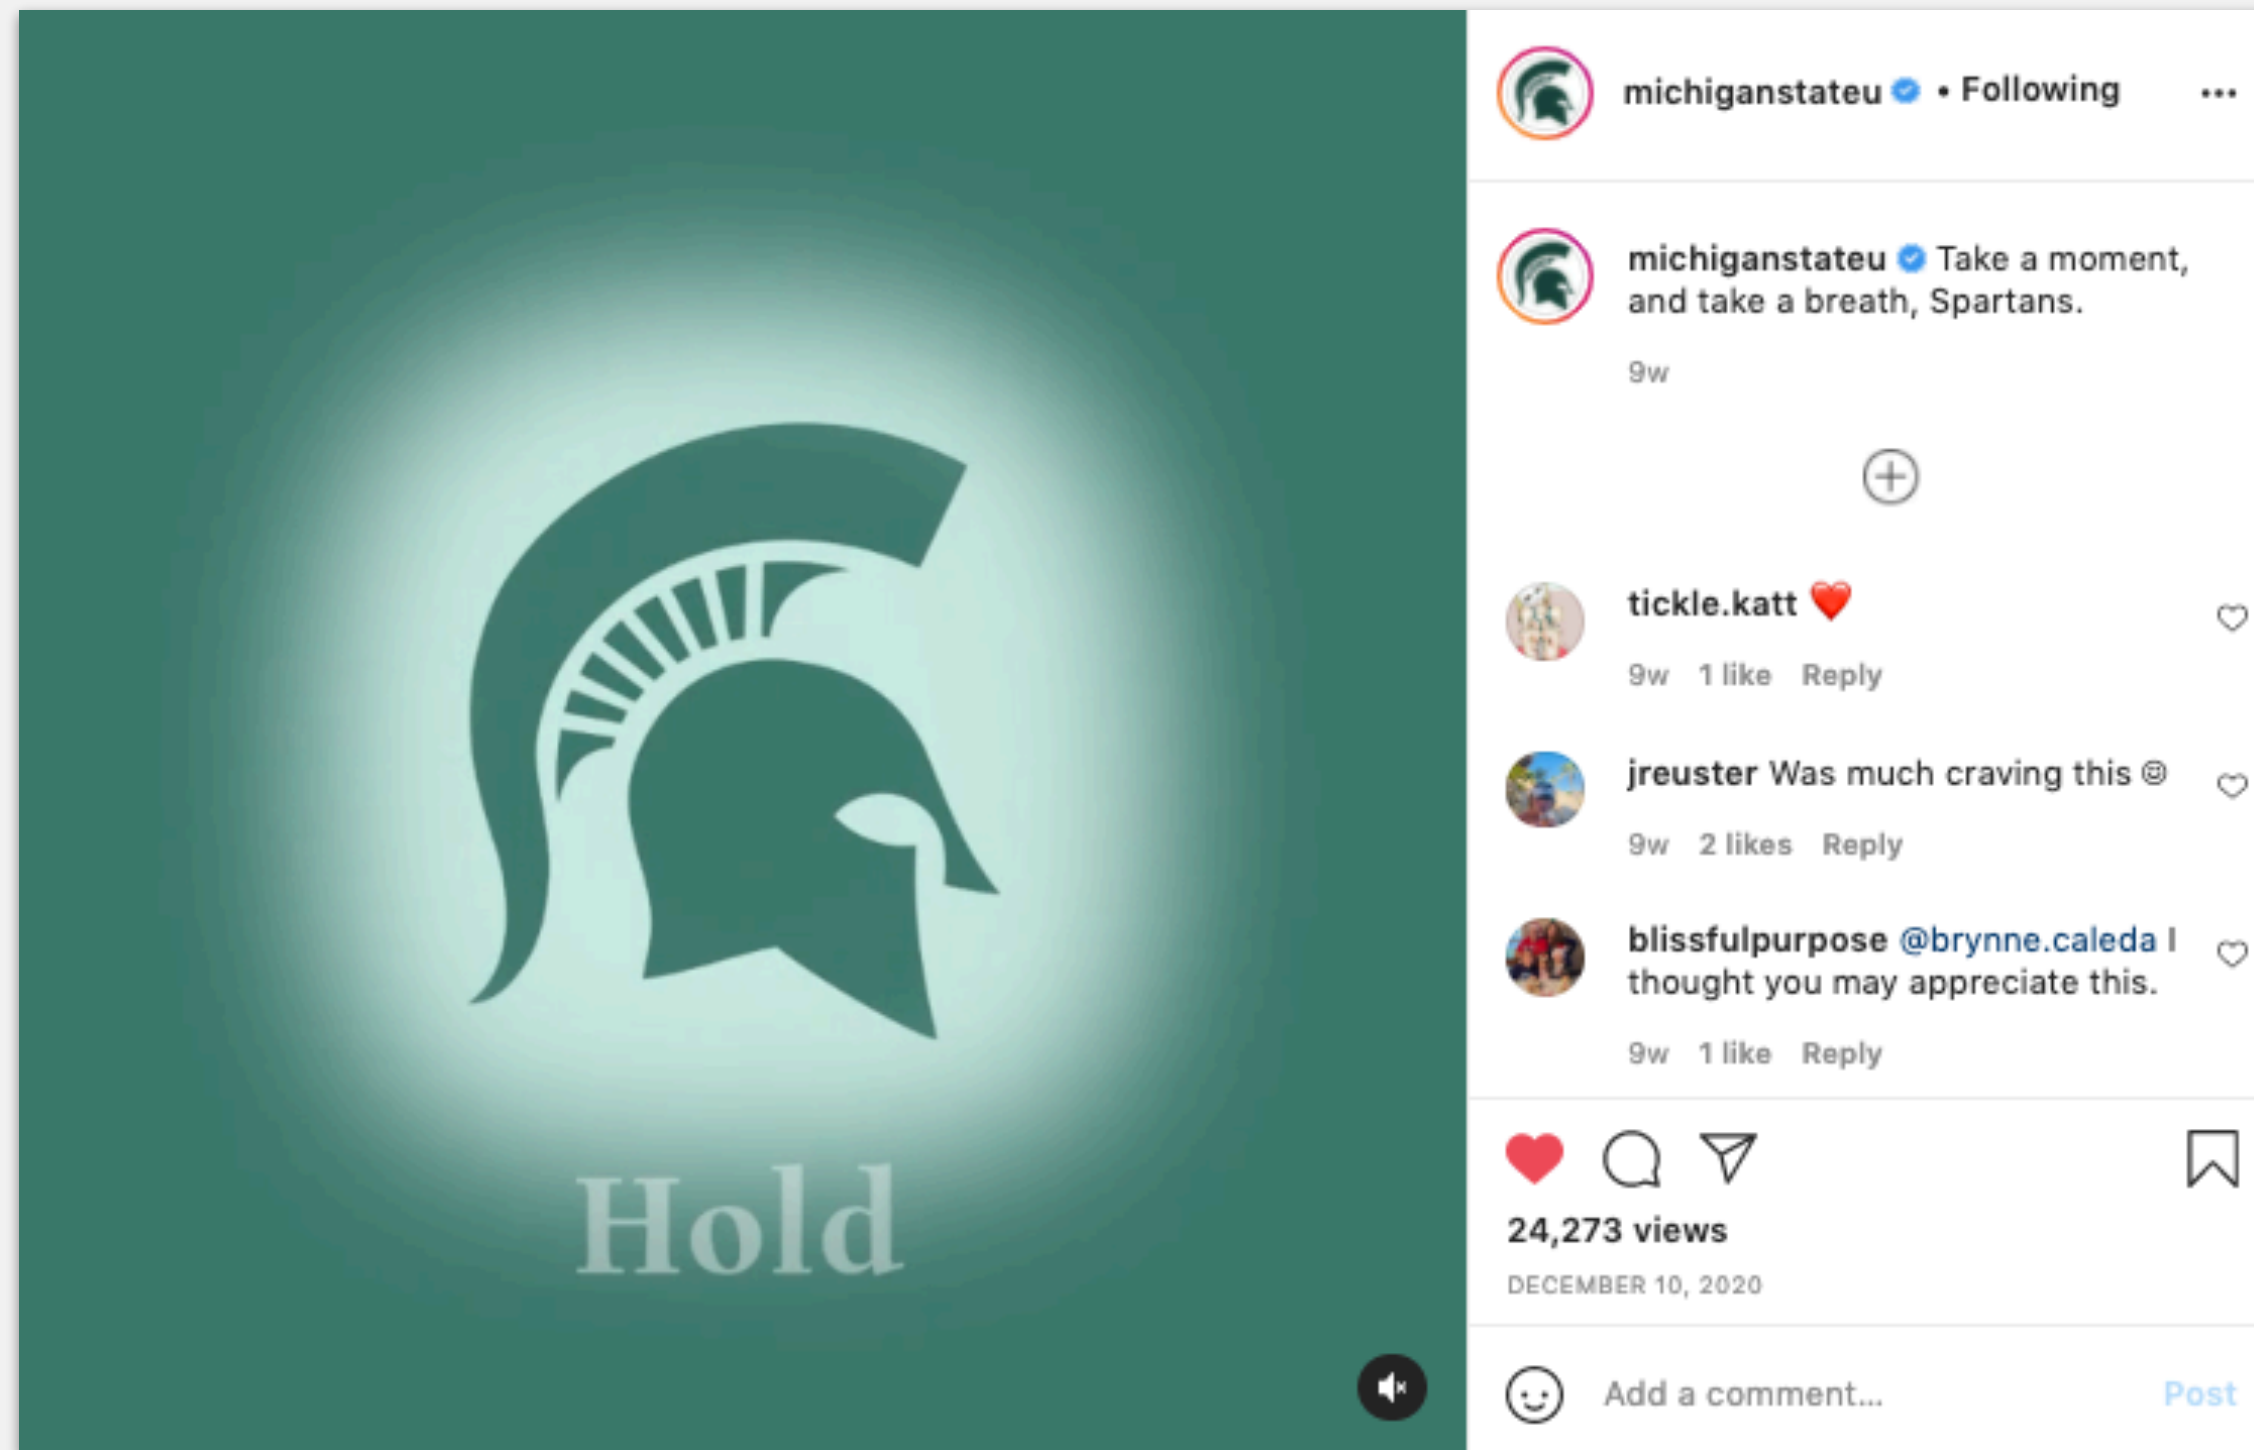 Hold
michiganstateu • Following
michiganstateu Take a moment,
and take a breath, Spartans.
9w
tickle.katt ❤️
9w 1 like Reply
jreuster Was much craving this ☺
9w 2 likes Reply
blissfulpurpose @brynne.caleda I
thought you may appreciate this.
9w 1 like Reply
24,273 views
DECEMBER 10, 2020
Add a comment...
Post